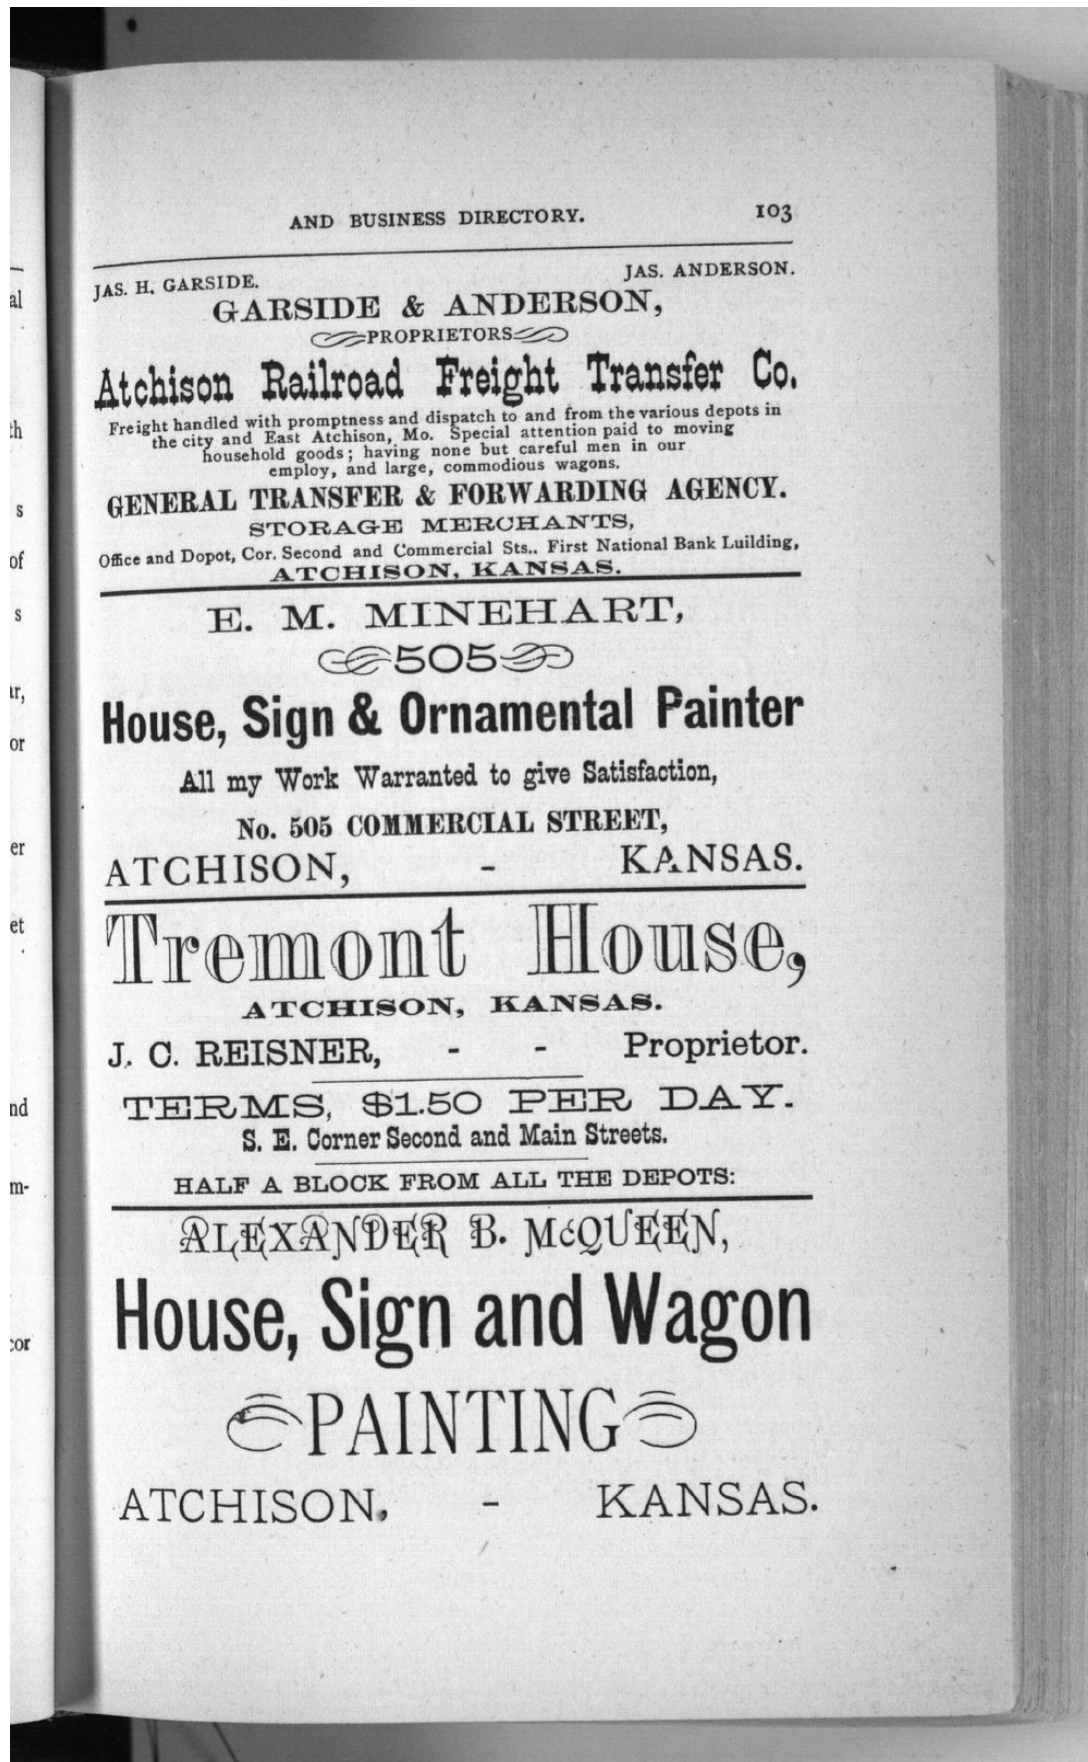 AND BUSINESS DIRECTORY. 103
JAS. H. GARSIDE. JAS. ANDERSON.
GARSIDE & ANDERSON,
PROPRIETORS
Atchison Railroad Freight Transfer Co.
Freight handled with promptness and dispatch to and from the various depots in
the city and East Atchison, Mo. Special attention paid to moving
household goods; having none but careful men in our
employ, and large, commodious wagons.
GENERAL TRANSFER & FORWARDING AGENCY.
STORAGE MERCHANTS,
Office and Dopot, Cor. Second and Commercial Sts.. First National Bank Luilding,
ATCHISON, KANSAS.
E. M. MINEHART,
505
House, Sign & Ornamental Painter
All my Work Warranted to give Satisfaction,
No. 505 COMMERCIAL STREET,
ATCHISON, - KANSAS.
Tremont House,
ATCHISON, KANSAS.
J. C. REISNER, - - Proprietor.
TERMS, $1.50 PER DAY.
S. E. Corner Second and Main Streets.
HALF A BLOCK FROM ALL THE DEPOTS:
ALEXANDER B. McQUEEN,
House, Sign and Wagon
PAINTING
ATCHISON, - KANSAS.